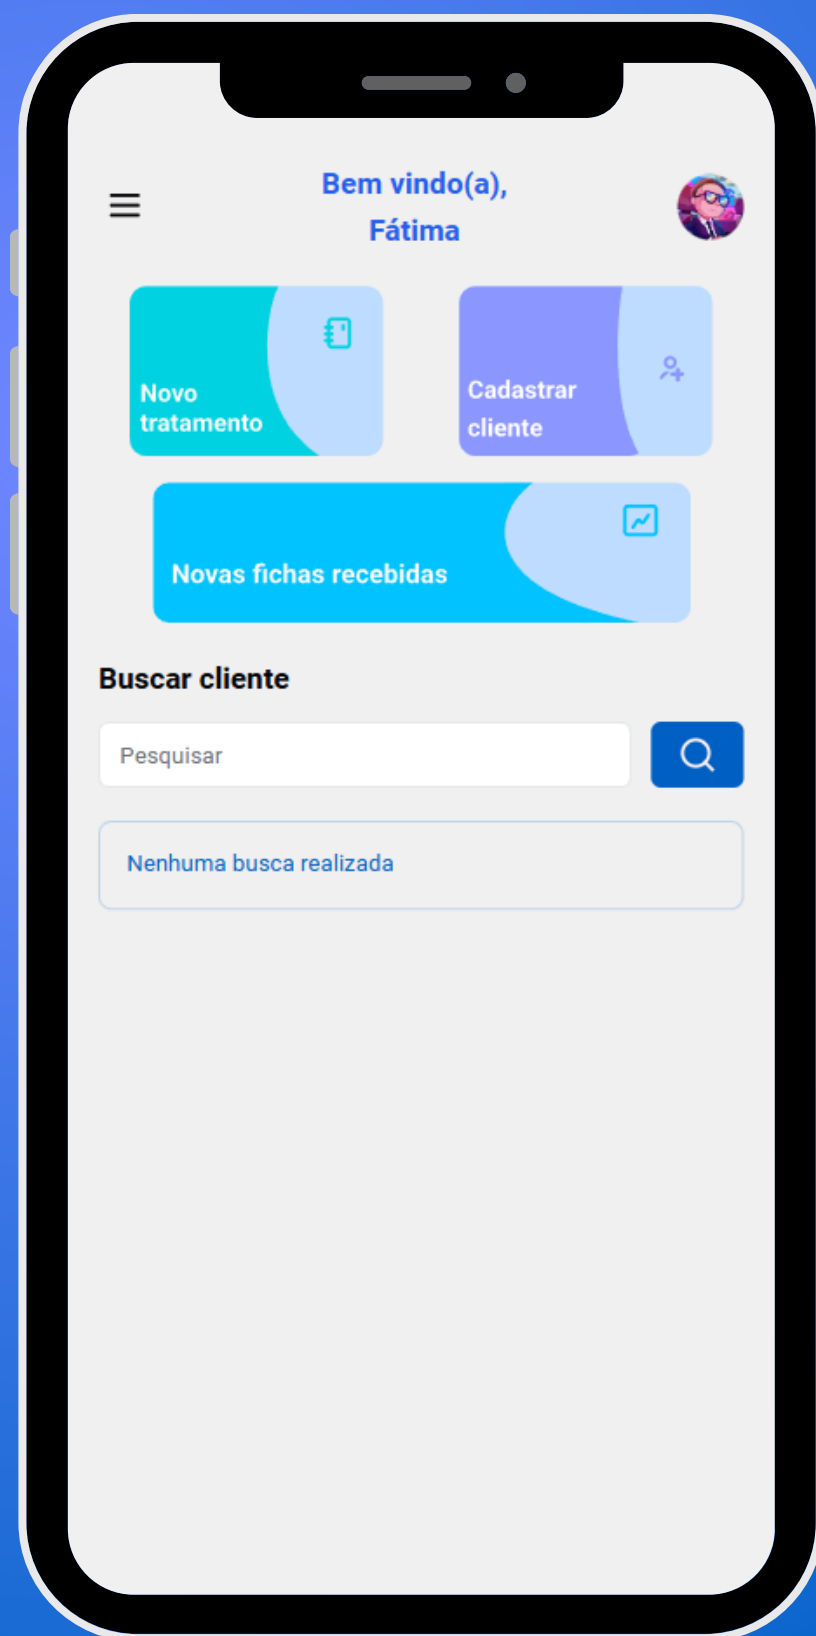 Bem vindo(a),
Fátima
Novo
tratamento
Cadastrar
cliente
Novas fichas recebidas
Buscar cliente
Pesquisar
Nenhuma busca realizada